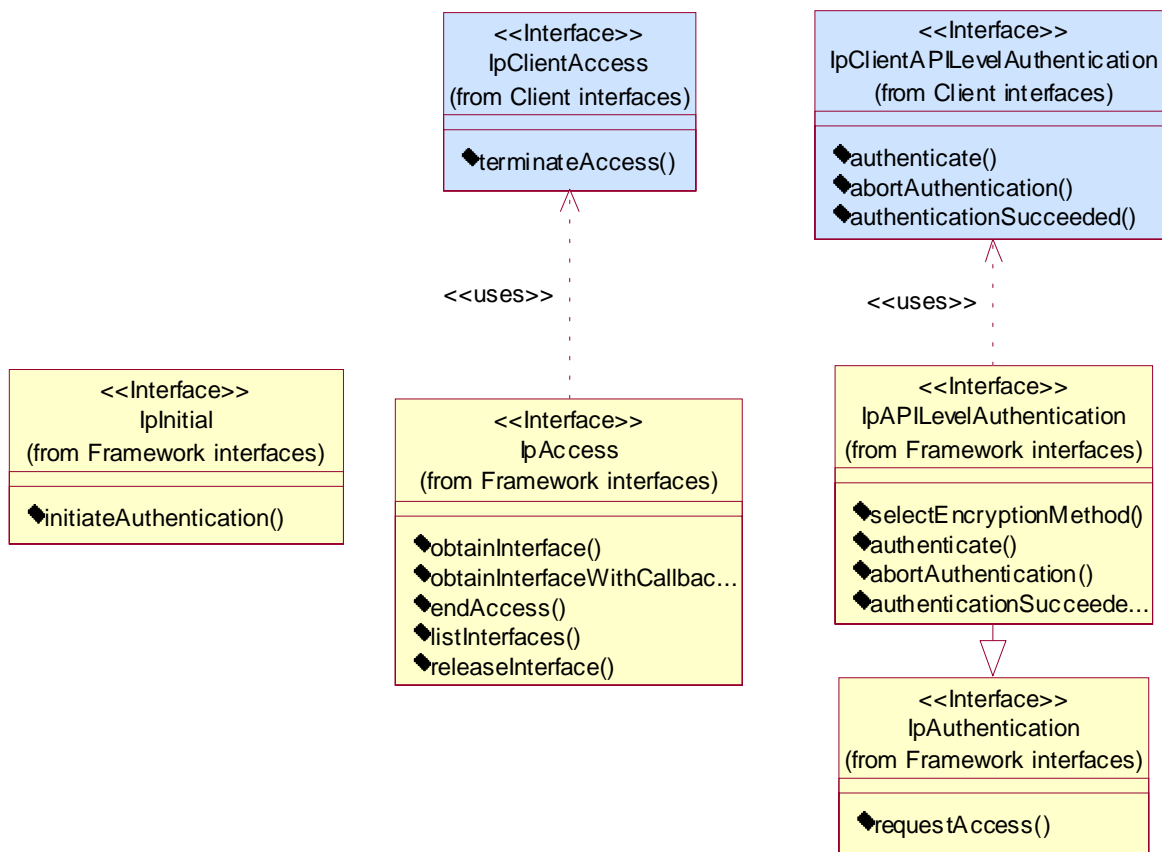 <<Interface>>
IpClientAccess
(from Client interfaces)
terminateAccess()
<<Interface>>
IpClientAPILevelAuthentication
(from Client interfaces)
authenticate()
abortAuthentication()
authenticationSucceeded()
<<uses>>
<<uses>>
<<Interface>>
IpInitial
(from Framework interfaces)
initiateAuthentication()
<<Interface>>
IpAccess
(from Framework interfaces)
obtainInterface()
obtainInterfaceWithCallbac...
endAccess()
listInterfaces()
releaseInterface()
<<Interface>>
IpAPILevelAuthentication
(from Framework interfaces)
selectEncryptionMethod()
authenticate()
abortAuthentication()
authenticationSucceede...
<<Interface>>
IpAuthentication
(from Framework interfaces)
requestAccess()